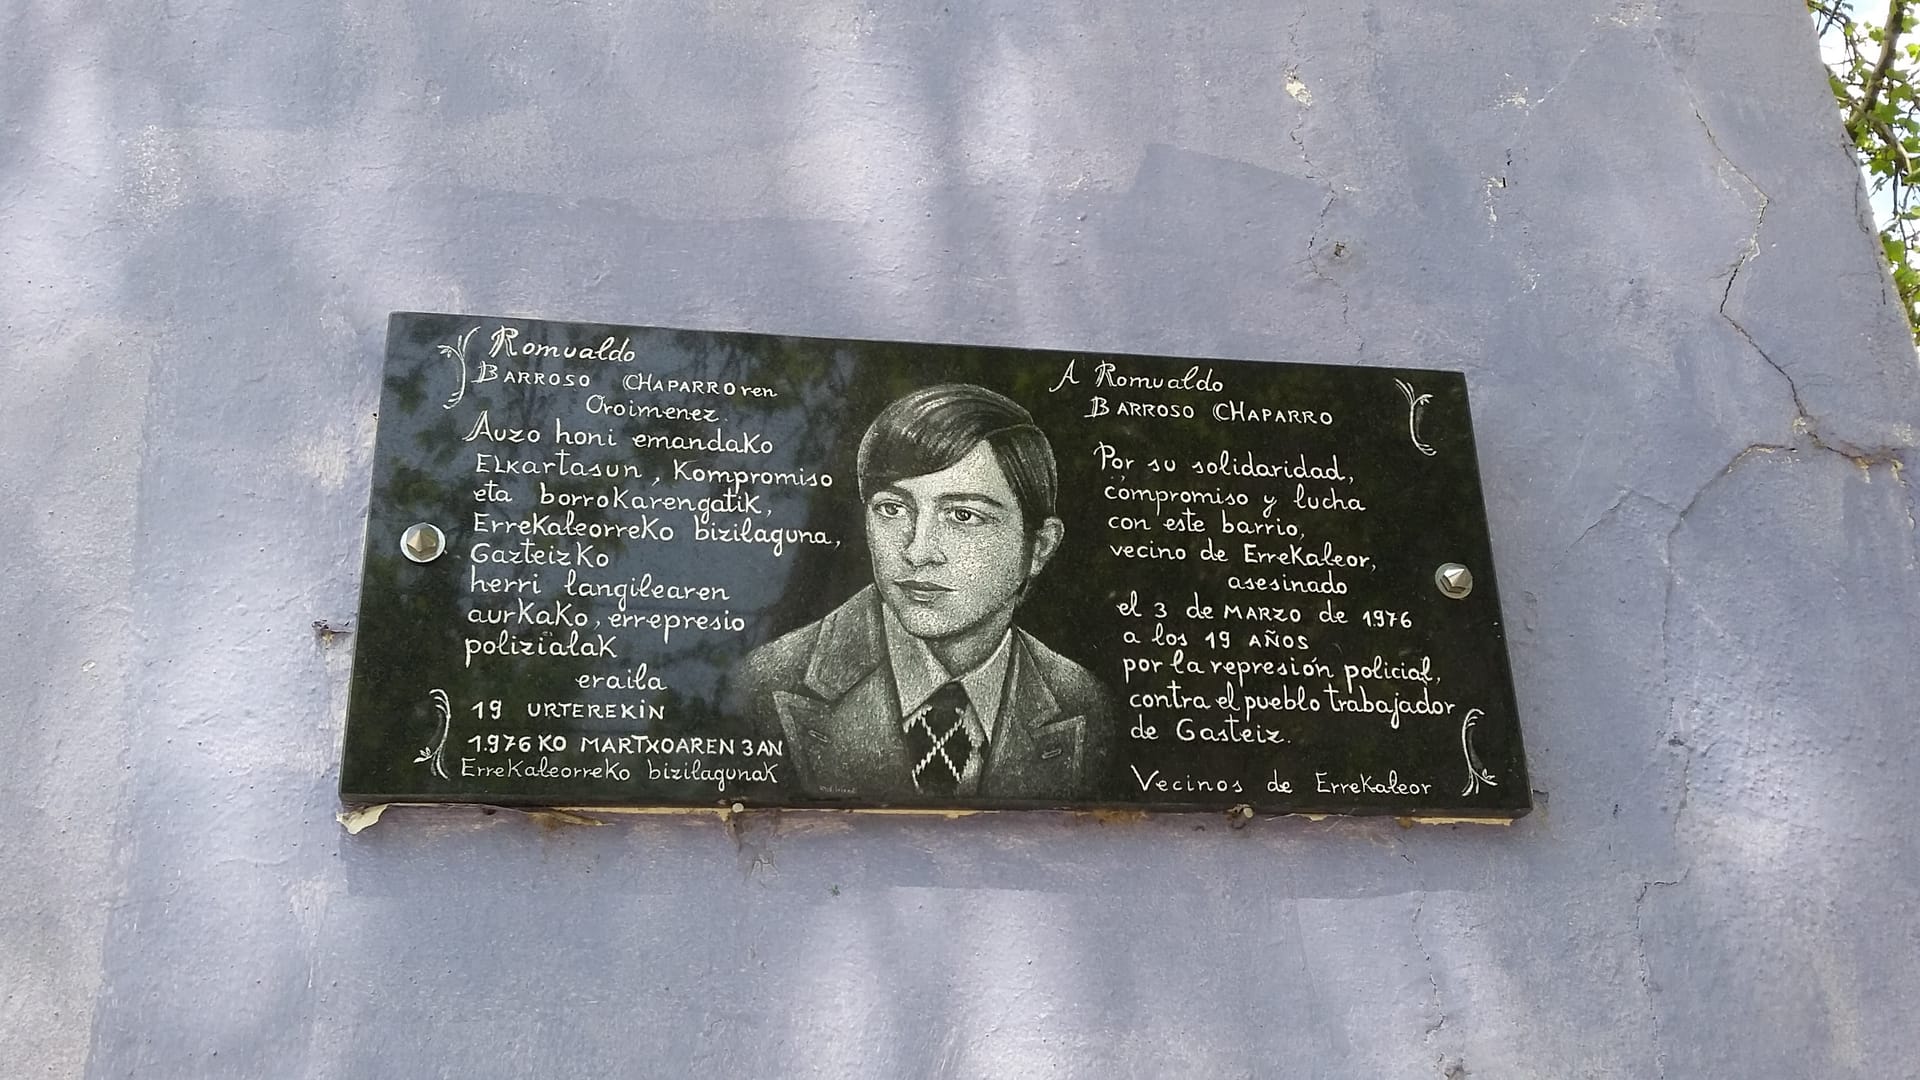 Romualdo
BARROSO CHAPARROren
Oroimenez.
Auzo honi emandako
Elkartasun, Kompromiso
eta borrokarengatik,
Errekaleorreko bizilaguna,
Gazteizko
herri langilearen
aurkako, errepresio
polizialak
eraila
19 URTEREKIN
1.976KO MARTXOAREN 3AN
Errekaleorreko bizilagunak
A Romualdo
BARROSO CHAPARRO
Por su solidaridad,
compromiso y lucha
con este barrio,
vecino de Errekaleor,
asesinado
el 3 de MARZO de 1976
a los 19 AÑOS
por la represión policial,
contra el pueblo trabajador
de Gasteiz.
Vecinos de Errekaleor